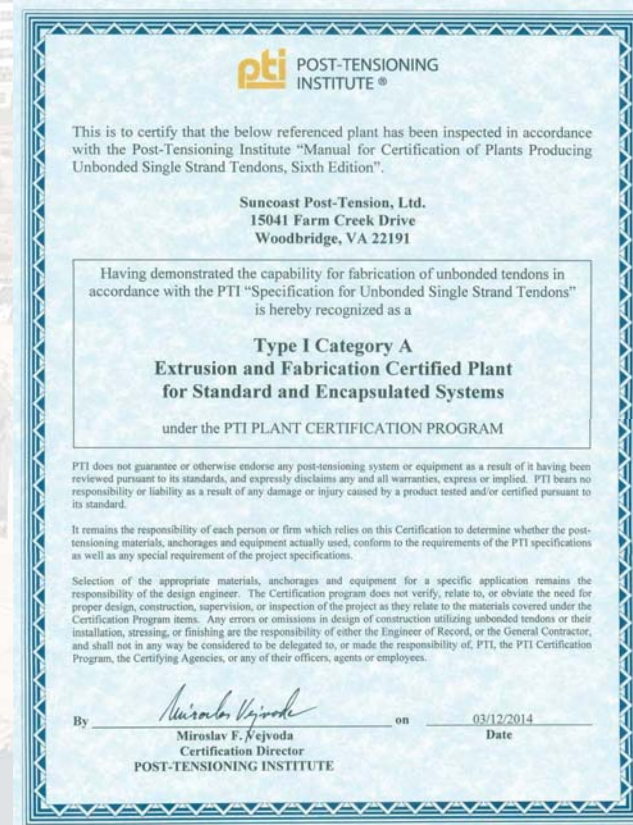 pti POST-TENSIONING
INSTITUTE ®
This is to certify that the below referenced plant has been inspected in accordance
with the Post-Tensioning Institute “Manual for Certification of Plants Producing
Unbonded Single Strand Tendons, Sixth Edition”.
Suncoast Post-Tension, Ltd.
15041 Farm Creek Drive
Woodbridge, VA 22191
Having demonstrated the capability for fabrication of unbonded tendons in
accordance with the PTI “Specification for Unbonded Single Strand Tendons”
is hereby recognized as a
Type I Category A
Extrusion and Fabrication Certified Plant
for Standard and Encapsulated Systems
under the PTI PLANT CERTIFICATION PROGRAM
PTI does not guarantee or otherwise endorse any post-tensioning system or equipment as a result of it having been
reviewed pursuant to its standards, and expressly disclaims any and all warranties, express or implied. PTI bears no
responsibility or liability as a result of any damage or injury caused by a product tested and/or certified pursuant to
its standard.
It remains the responsibility of each person or firm which relies on this Certification to determine whether the post-
tensioning materials, anchorages and equipment actually used, conform to the requirements of the PTI specifications
as well as any special requirement of the project specifications.
Selection of the appropriate materials, anchorages and equipment for a specific application remains the
responsibility of the design engineer. The Certification program does not verify, relate to, or obviate the need for
proper design, construction, supervision, or inspection of the project as they relate to the materials covered under the
Certification Program items. Any errors or omissions in design of construction utilizing unbonded tendons or their
installation, stressing, or finishing are the responsibility of either the Engineer of Record, or the General Contractor,
and shall not in any way be considered to be delegated to, or made the responsibility of, PTI, the PTI Certification
Program, the Certifying Agencies, or any of their officers, agents or employees.
By Miroslav Vejvoda on 03/12/2014
Miroslav F. Vejvoda Date
Certification Director
POST-TENSIONING INSTITUTE